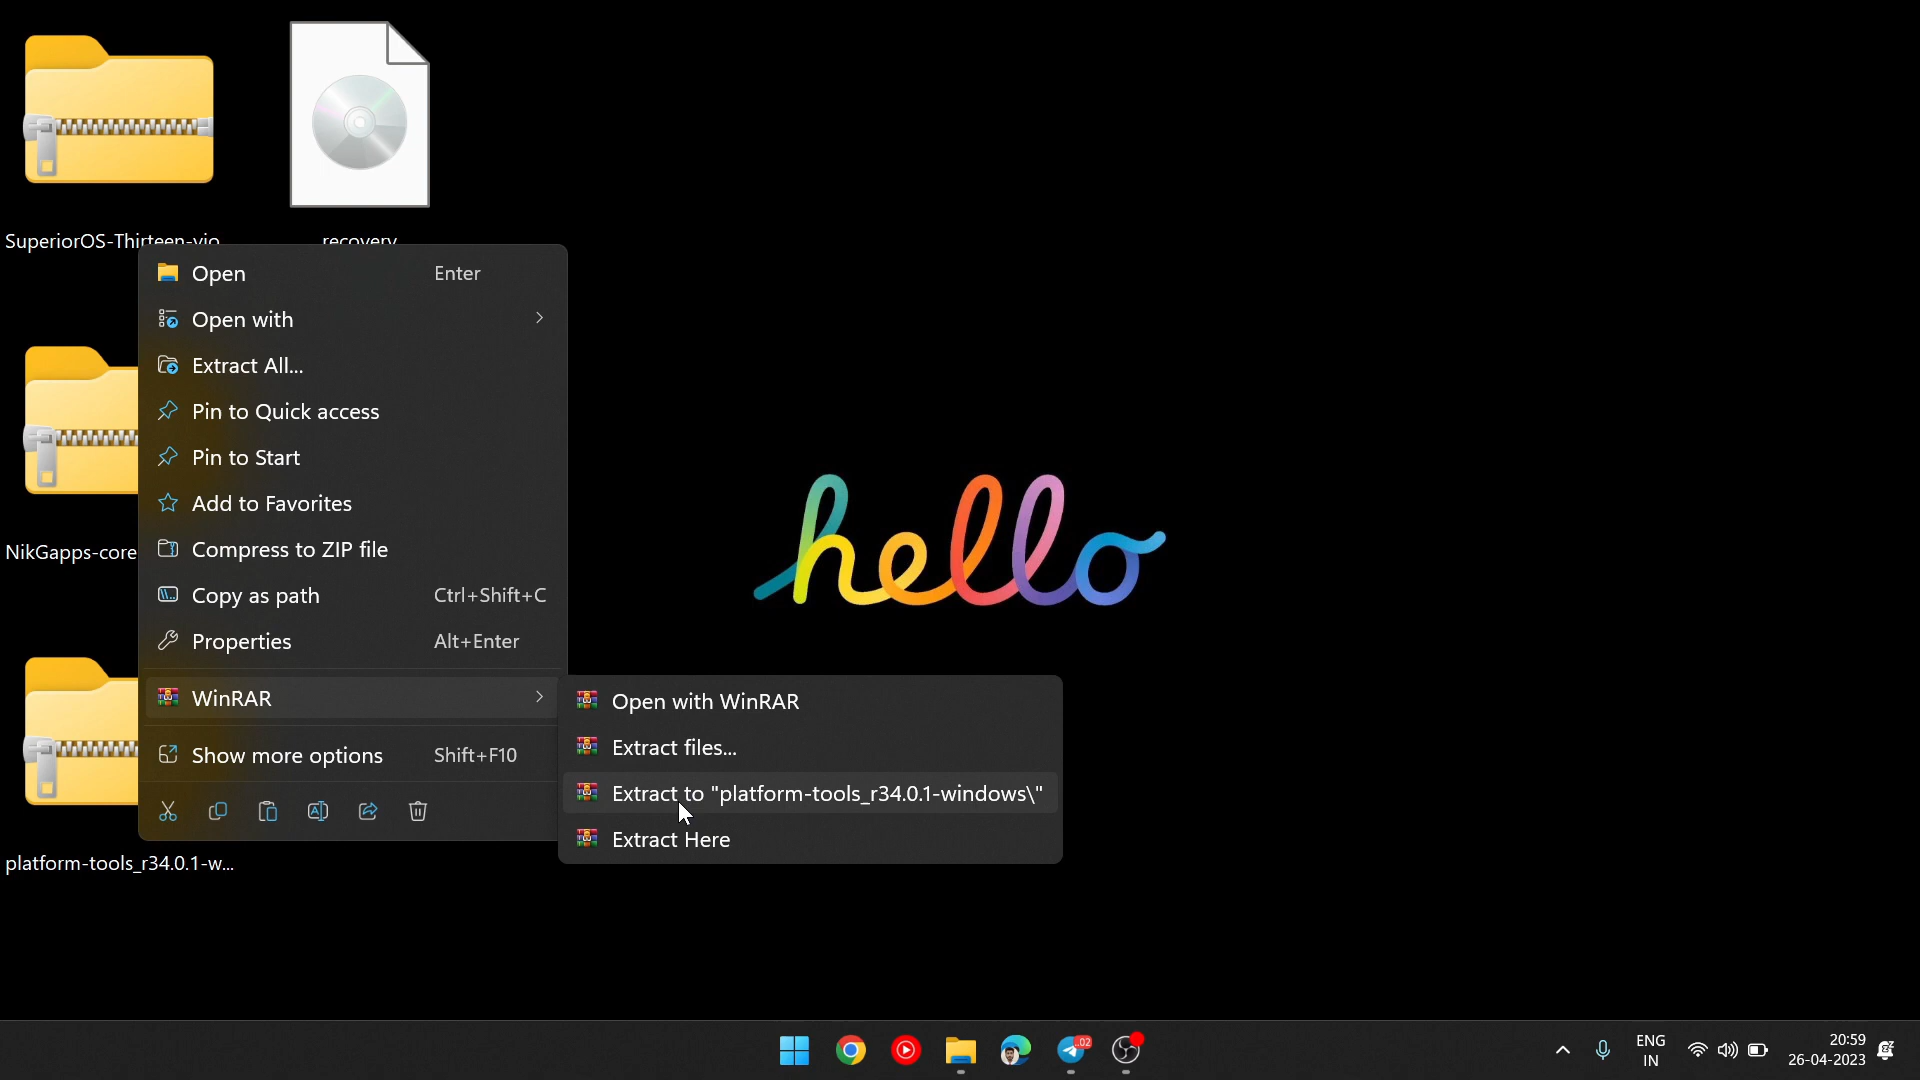 SuperiorOS-Thirteen-vio
recovery
Open Enter
Open with
Extract All...
Pin to Quick access
Pin to Start
Add to Favorites
NikGapps-core
Compress to ZIP file
Copy as path Ctrl+Shift+C
Properties Alt+Enter
WinRAR
Show more options Shift+F10
Open with WinRAR
Extract files...
Extract to "platform-tools_r34.0.1-windows\"
Extract Here
platform-tools_r34.0.1-w...
hello
02
ENG
IN
20:59
26-04-2023